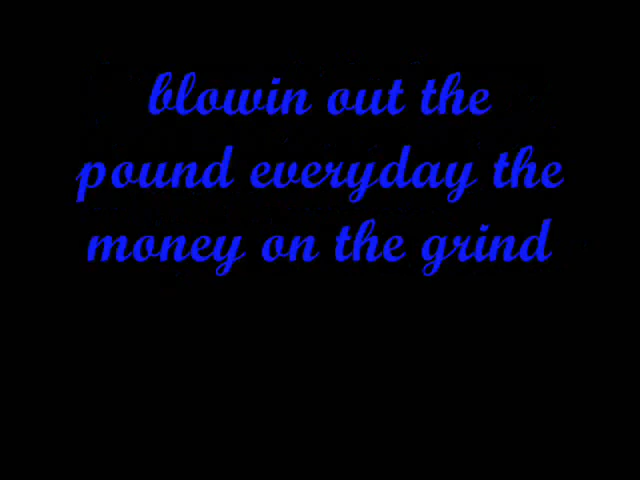 blowin out the
pound everyday the
money on the grind